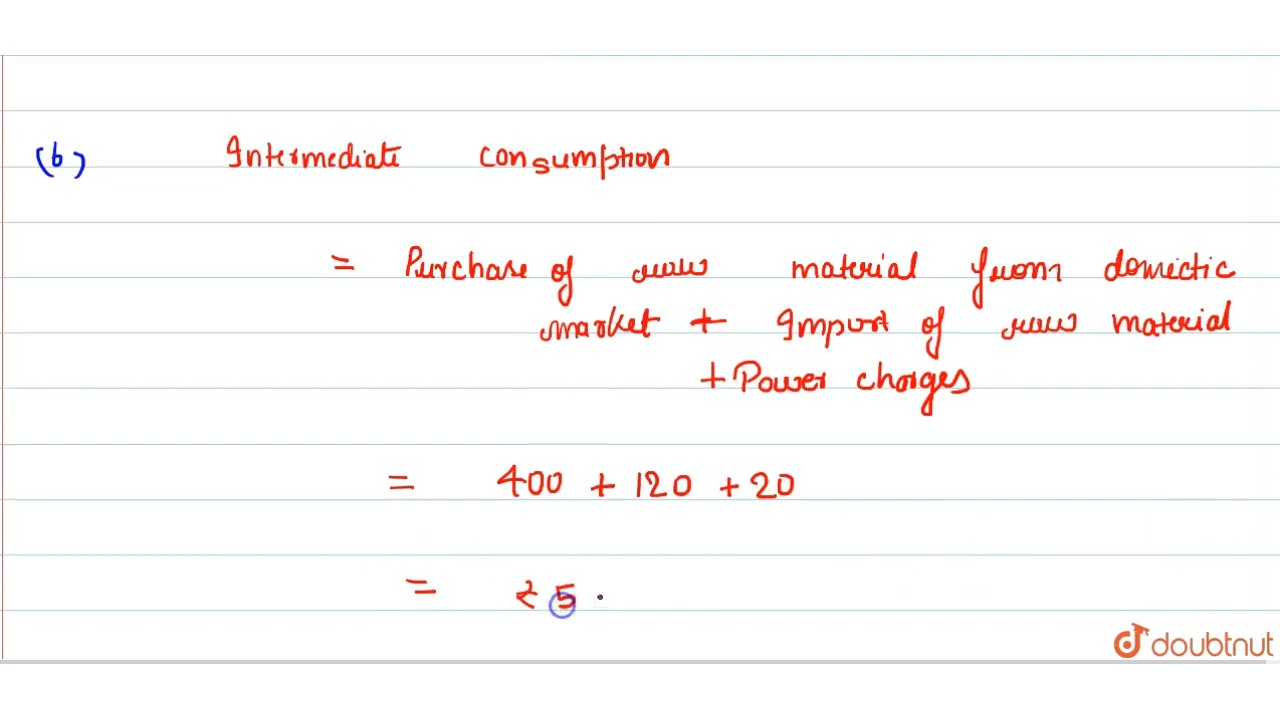 (b) Intermediate consumption
= Purchase of raw material from domectic
market + Import of raw material
+ Power charges
= 400 + 120 + 20
= ₹ 5
doubtnut